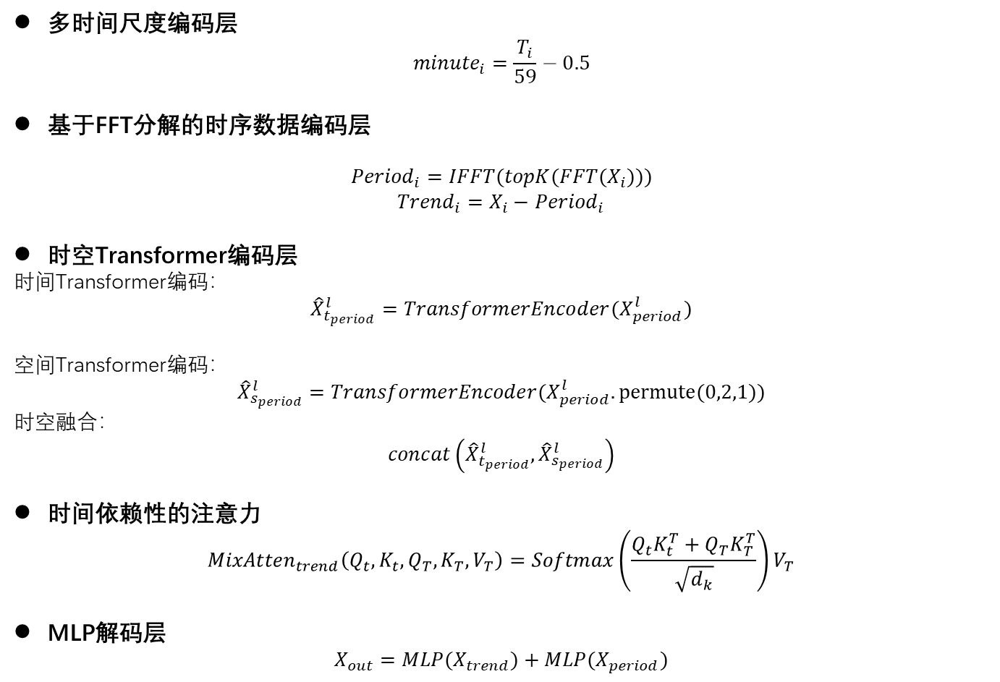 ● 多时间尺度编码层
$minute_i = \frac{T_i}{59} - 0.5$
● 基于FFT分解的时序数据编码层
$Period_i = IFFT(topK(FFT(X_i)))$
$Trend_i = X_i - Period_i$
● 时空Transformer编码层
时间Transformer编码:
$\hat{X}^l_{t_{period}} = TransformerEncoder(X^l_{period})$
空间Transformer编码:
$\hat{X}^l_{s_{period}} = TransformerEncoder(X^l_{period}.\text{permute}(0,2,1))$
时空融合:
$concat\left(\hat{X}^l_{t_{period}}, \hat{X}^l_{s_{period}}\right)$
● 时间依赖性的注意力
$MixAtten_{trend}(Q_t, K_t, Q_T, K_T, V_T) = Softmax\left(\frac{Q_t K_t^T + Q_T K_T^T}{\sqrt{d_k}}\right) V_T$
● MLP解码层
$X_{out} = MLP(X_{trend}) + MLP(X_{period})$